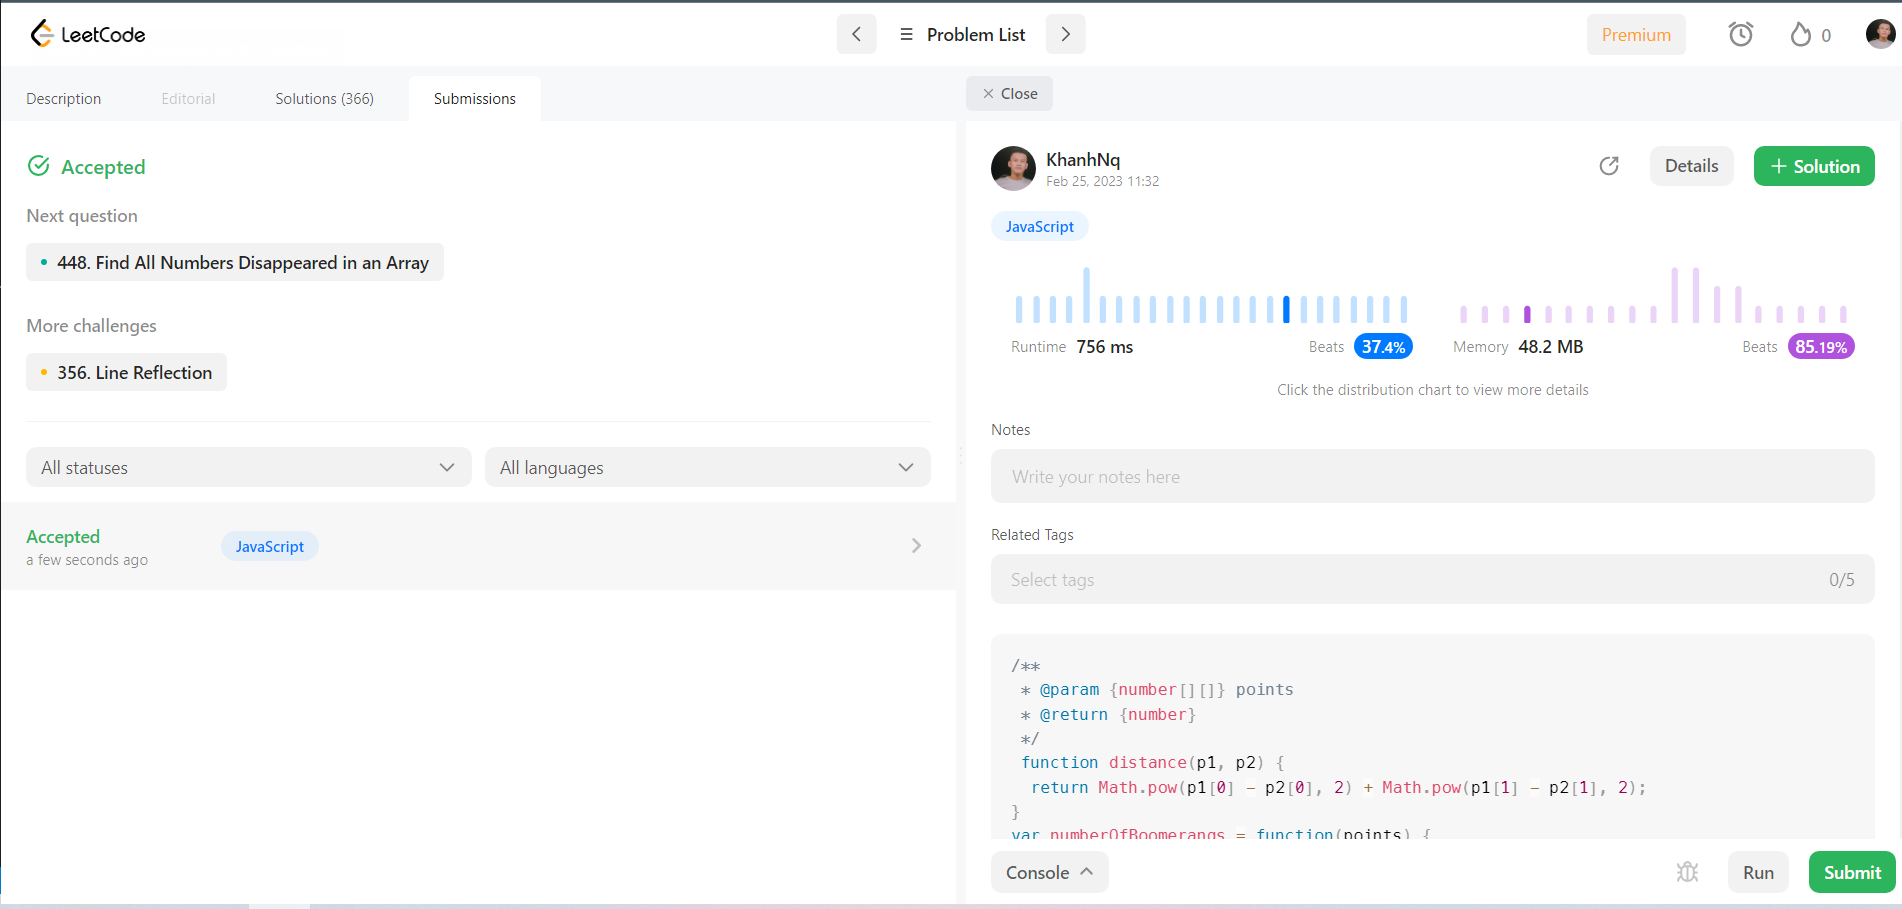 LeetCode
Problem List
Premium
0
Description
Editorial
Solutions (366)
Submissions
Accepted
Next question
448. Find All Numbers Disappeared in an Array
More challenges
356. Line Reflection
All statuses
All languages
Accepted
a few seconds ago
JavaScript
× Close
KhanhNq
Feb 25, 2023 11:32
Details
+ Solution
JavaScript
Runtime 756 ms
Beats 37.4%
Memory 48.2 MB
Beats 85.19%
Click the distribution chart to view more details
Notes
Write your notes here
Related Tags
Select tags
0/5
/**
 * @param {number[][]} points
 * @return {number}
 */
 function distance(p1, p2) {
  return Math.pow(p1[0] - p2[0], 2) + Math.pow(p1[1] - p2[1], 2);
}
var numberOfBoomerangs = function(points) {
Console
Run
Submit